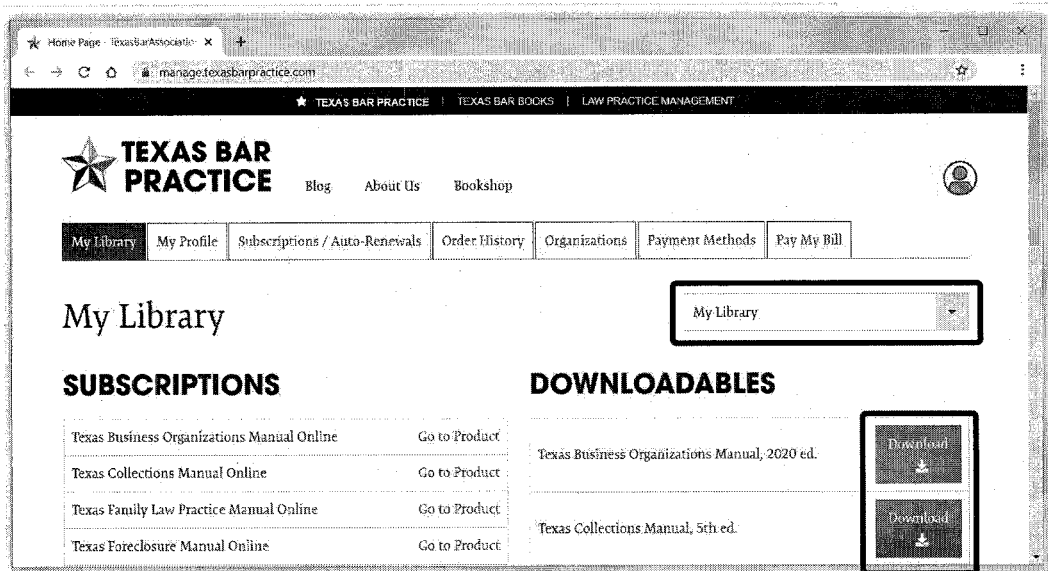 Home Page - TexasBarAssociatio
manage.texasbarpractice.com
TEXAS BAR PRACTICE | TEXAS BAR BOOKS | LAW PRACTICE MANAGEMENT
TEXAS BAR
PRACTICE
Blog About Us Bookshop
My Library My Profile Subscriptions / Auto-Renewals Order History Organizations Payment Methods Pay My Bill
My Library
My Library
SUBSCRIPTIONS
Texas Business Organizations Manual Online Go to Product
Texas Collections Manual Online Go to Product
Texas Family Law Practice Manual Online Go to Product
Texas Foreclosure Manual Online Go to Product
DOWNLOADABLES
Texas Business Organizations Manual, 2020 ed. Download
Texas Collections Manual, 5th ed. Download